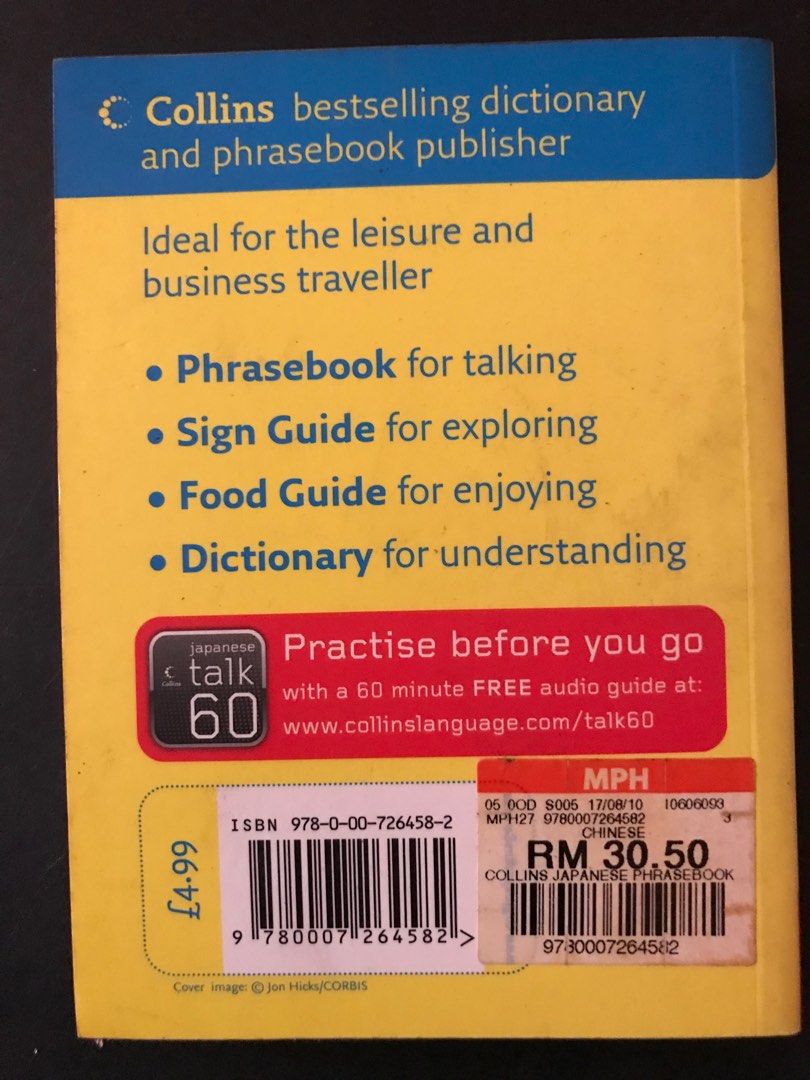 Collins bestselling dictionary
and phrasebook publisher
Ideal for the leisure and
business traveller
• Phrasebook for talking
• Sign Guide for exploring
• Food Guide for enjoying
• Dictionary for understanding
japanese
Collins talk
60
Practise before you go
with a 60 minute FREE audio guide at:
www.collinslanguage.com/talk60
£4.99
ISBN 978-0-00-726458-2
9 780007 264582 >
MPH
05 0OD S005 17/08/10 10606093
MPH27 9780007264582 3
CHINESE
RM 30.50
COLLINS JAPANESE PHRASEBOOK
9780007264582
Cover image: © Jon Hicks/CORBIS